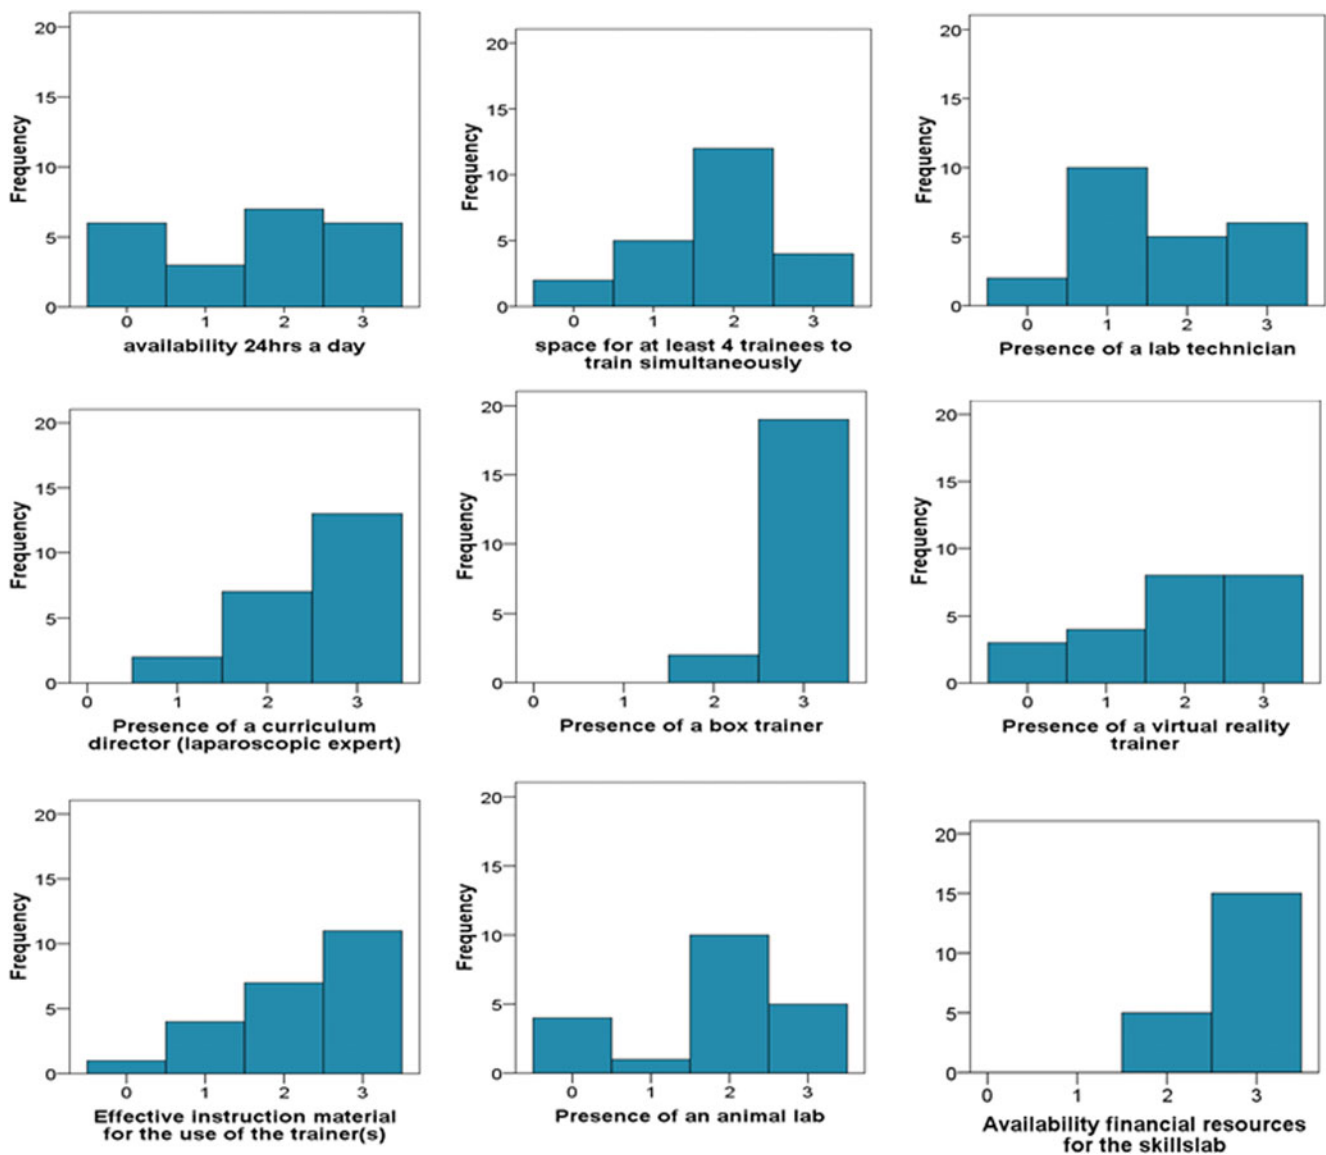 20
15
10
5
0
Frequency
0 1 2 3
availability 24hrs a day
20
15
10
5
0
Frequency
0 1 2 3
space for at least 4 trainees to
train simultaneously
20
15
10
5
0
Frequency
0 1 2 3
Presence of a lab technician
20
15
10
5
0
Frequency
0 1 2 3
Presence of a curriculum
director (laparoscopic expert)
20
15
10
5
0
Frequency
0 1 2 3
Presence of a box trainer
20
15
10
5
0
Frequency
0 1 2 3
Presence of a virtual reality
trainer
20
15
10
5
0
Frequency
0 1 2 3
Effective instruction material
for the use of the trainer(s)
20
15
10
5
0
Frequency
0 1 2 3
Presence of an animal lab
20
15
10
5
0
0 1 2 3
Availability financial resources
for the skillslab